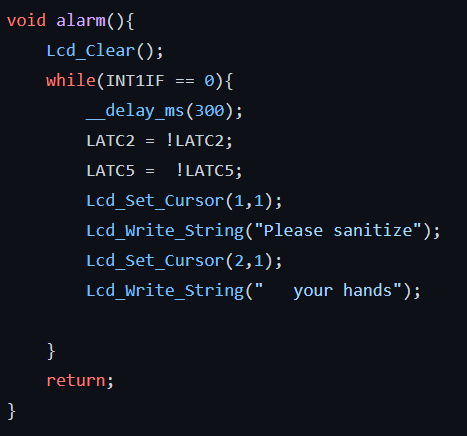 void alarm(){
    Lcd_Clear();
    while(INT1IF == 0){
        __delay_ms(300);
        LATC2 = !LATC2;
        LATC5 =  !LATC5;
        Lcd_Set_Cursor(1,1);
        Lcd_Write_String("Please sanitize");
        Lcd_Set_Cursor(2,1);
        Lcd_Write_String("   your hands");

    }
    return;
}